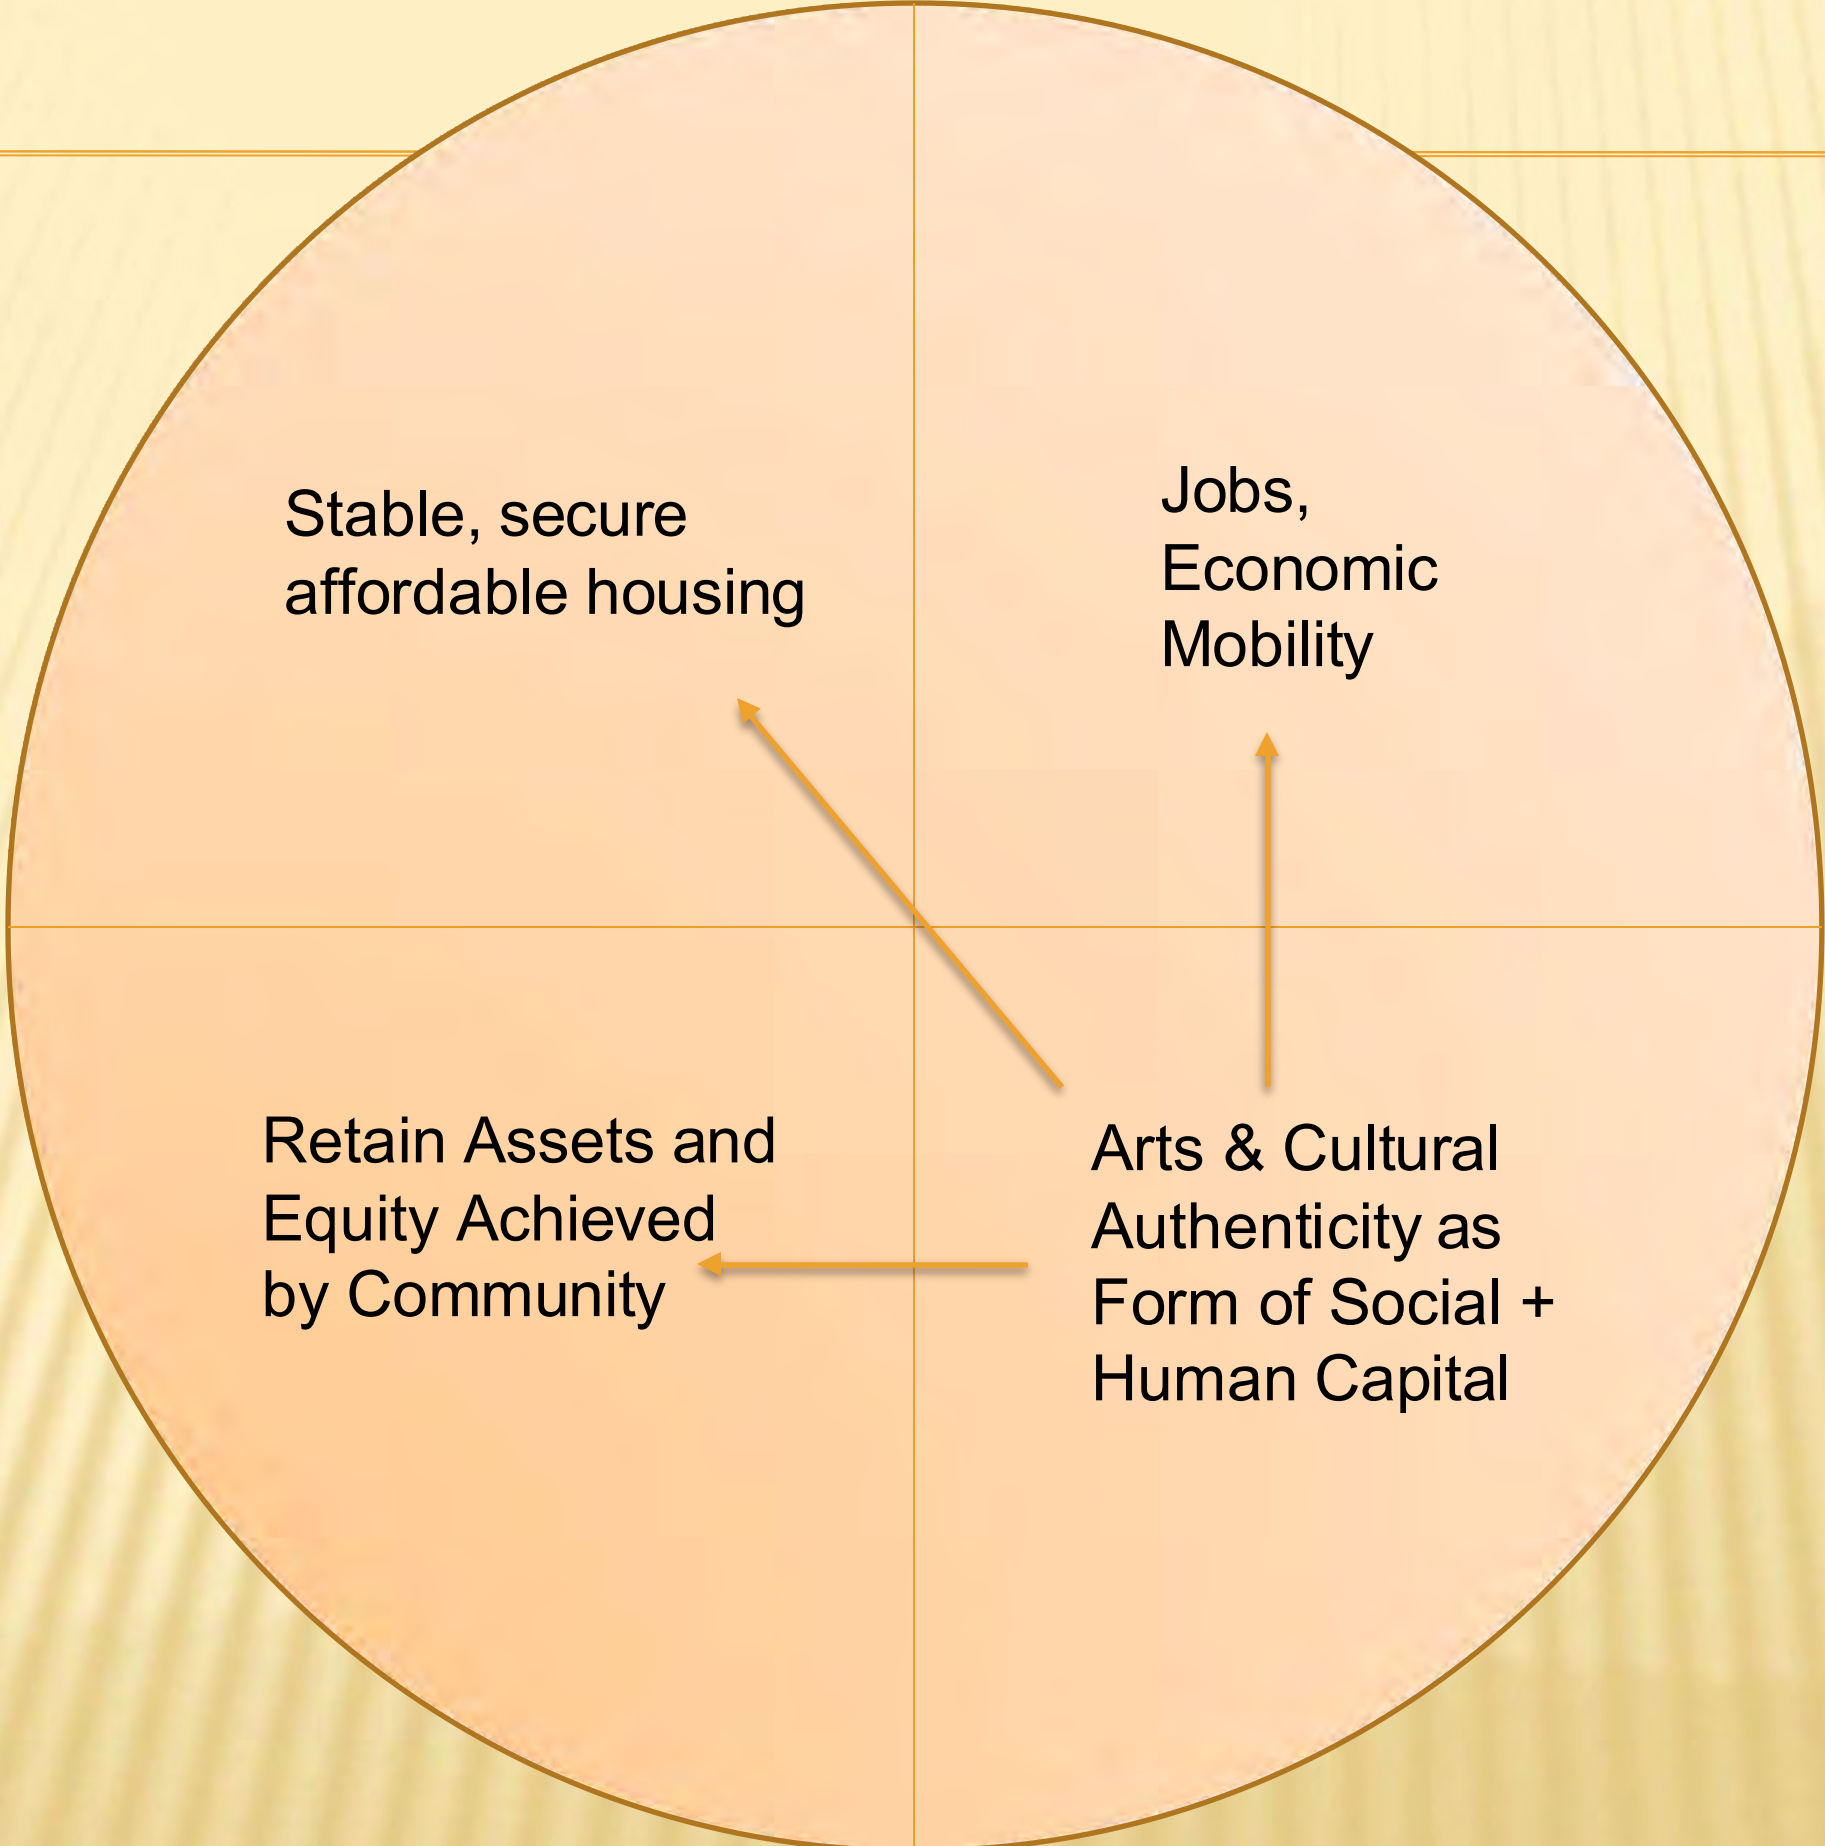 Stable, secure
affordable housing
Jobs,
Economic
Mobility
Retain Assets and
Equity Achieved
by Community
Arts & Cultural
Authenticity as
Form of Social +
Human Capital